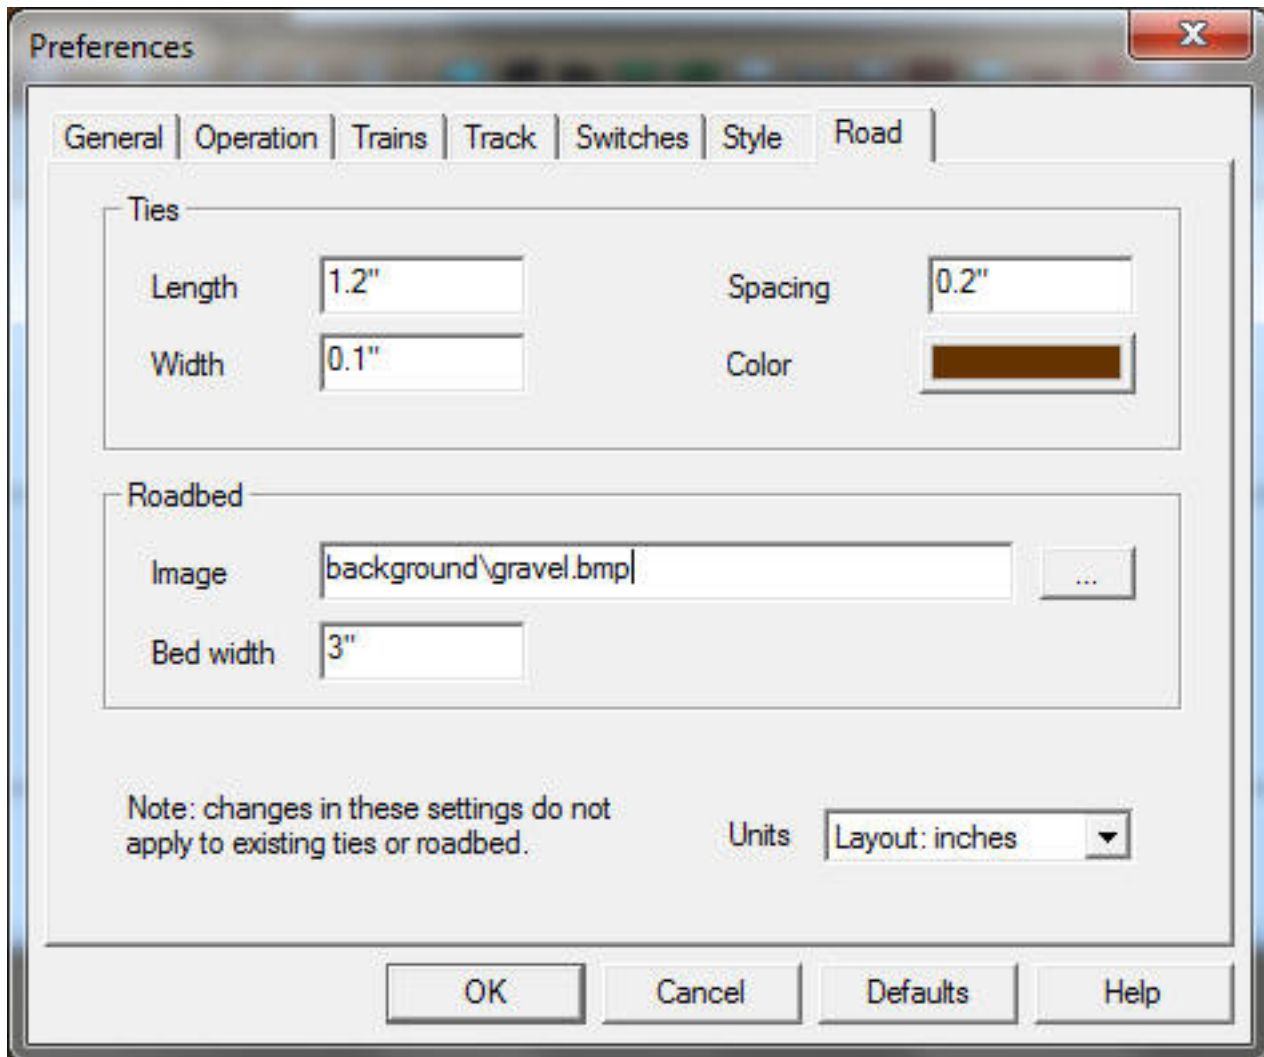 Preferences
X
General Operation Trains Track Switches Style Road
Ties
Length 1.2" Spacing 0.2"
Width 0.1" Color
Roadbed
Image background\gravel.bmp ...
Bed width 3"
Note: changes in these settings do not
apply to existing ties or roadbed.
Units Layout: inches
OK Cancel Defaults Help